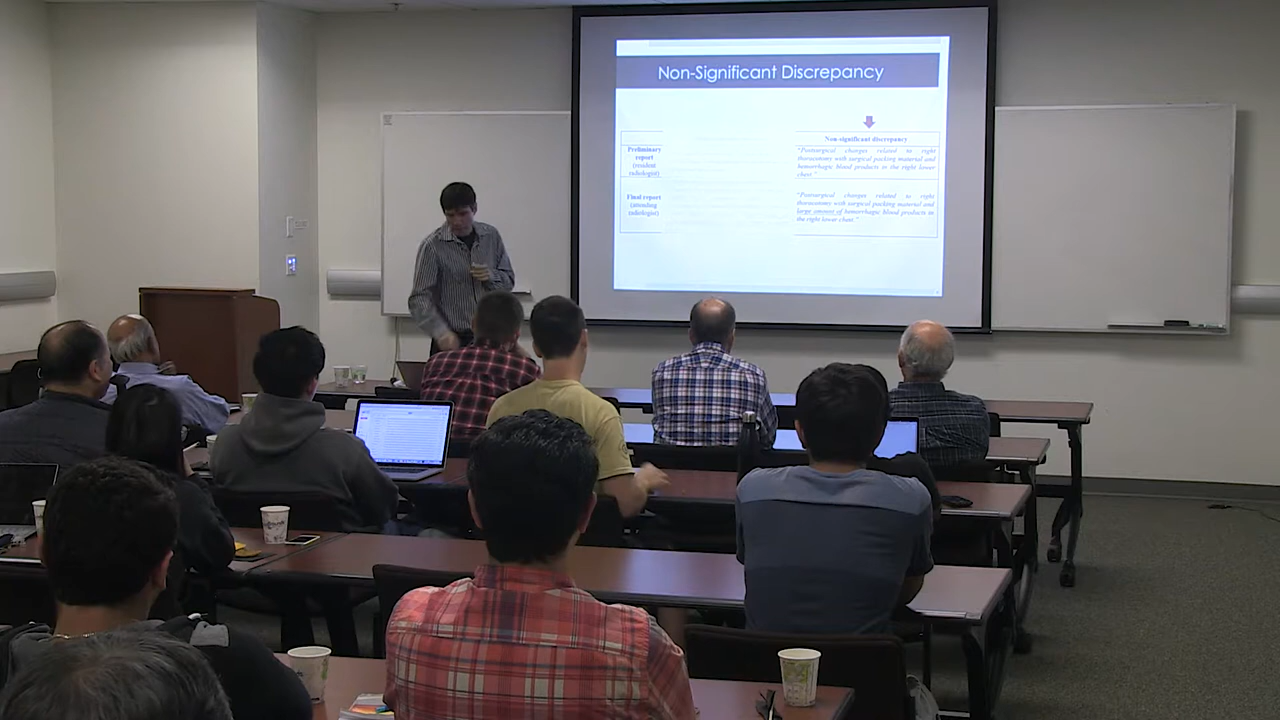 Non-Significant Discrepancy
Non-significant discrepancy
Preliminary
report
(resident
radiologist)
"Postsurgical changes related to right
thoracotomy with surgical packing material and
hemorrhagic blood products in the right lower
chest."
Final report
(attending
radiologist)
"Postsurgical changes related to right
thoracotomy with surgical packing material and
large amount of hemorrhagic blood products in
the right lower chest."